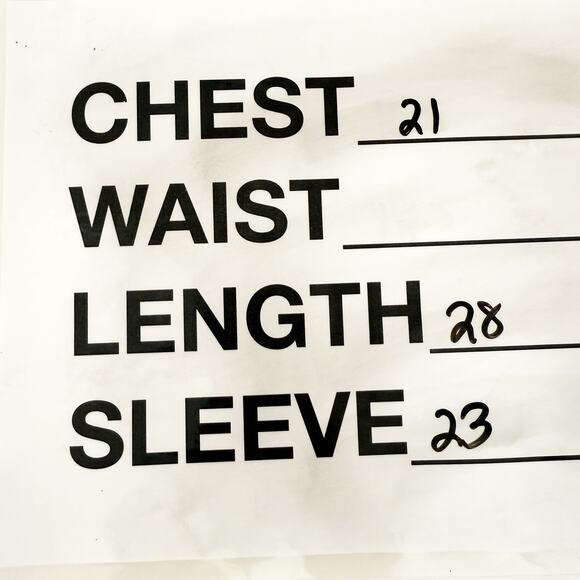 CHEST 21
WAIST
LENGTH 28
SLEEVE 23